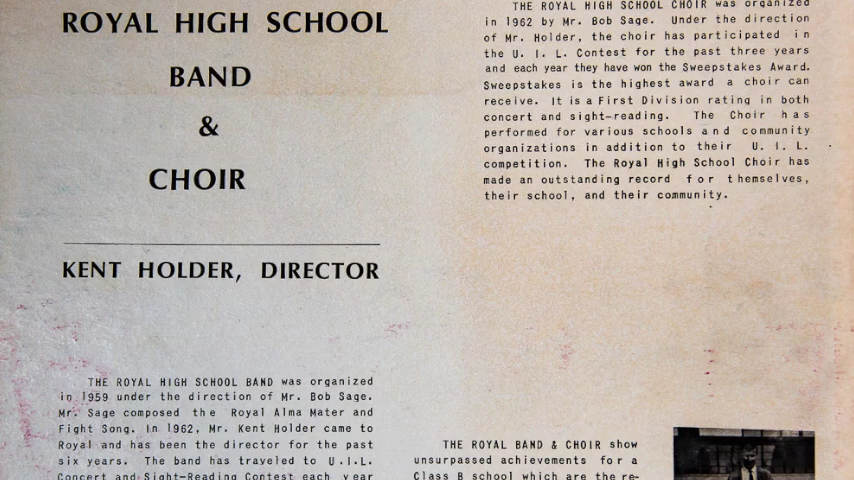 ROYAL HIGH SCHOOL
BAND
&
CHOIR
KENT HOLDER, DIRECTOR
THE ROYAL HIGH SCHOOL BAND was organized
in 1959 under the direction of Mr. Bob Sage.
Mr. Sage composed the Royal Alma Mater and
Fight Song. In 1962, Mr. Kent Holder came to
Royal and has been the director for the past
six years. The band has traveled to U.I.L.
Concert and Sight-Reading Contest each year
THE ROYAL HIGH SCHOOL CHOIR was organized
in 1962 by Mr. Bob Sage. Under the direction
of Mr. Holder, the choir has participated in
the U. I. L. Contest for the past three years
and each year they have won the Sweepstakes Award.
Sweepstakes is the highest award a choir can
receive. It is a First Division rating in both
concert and sight-reading. The Choir has
performed for various schools and community
organizations in addition to their U. I. L.
competition. The Royal High School Choir has
made an outstanding record for themselves,
their school, and their community.
THE ROYAL BAND & CHOIR show
unsurpassed achievements for a
Class B school which are the re-